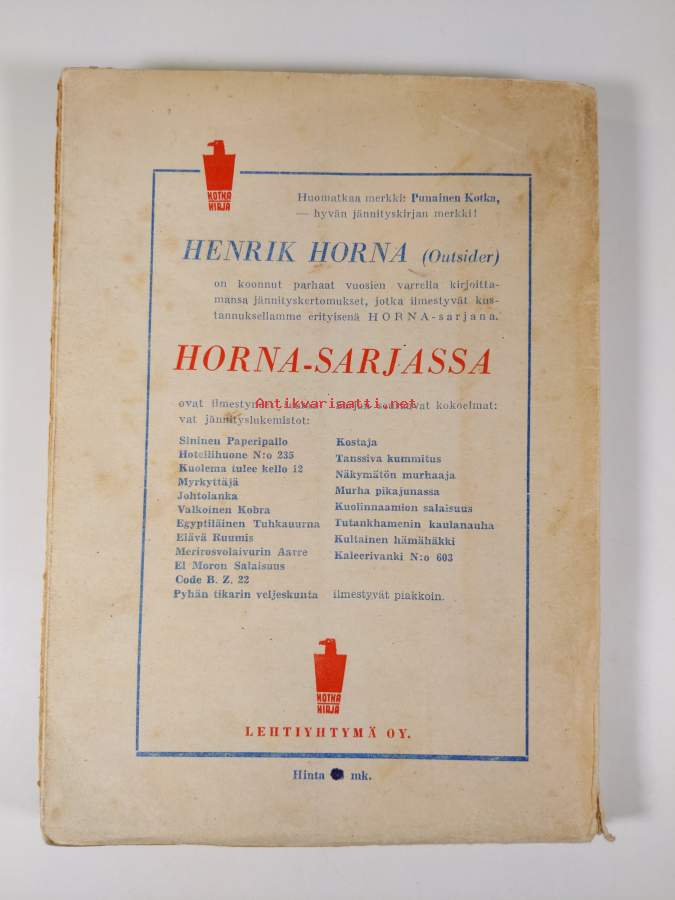 KOTKA
KIRJA
Huomatkaa merkki: Punainen Kotka,
— hyvän jännityskirjan merkki!
HENRIK HORNA (Outsider)
on koonnut parhaat vuosien varrella kirjoitta-
mansa jännityskertomukset, jotka ilmestyvät kus-
tannuksellamme erityisenä HORNA-sarjana.
HORNA-SARJASSA
Antikvariaatti.net
ovat ilmestyneet
vat jännityslukemistot:
sarjan seuraavat kokoelmat:
Sininen Paperipallo
Hotellihuone N:o 235
Kuolema tulee kello 12
Myrkyttäjä
Johtolanka
Valkoinen Kobra
Egyptiläinen Tuhkauurna
Elävä Ruumis
Merirosvolaivurin Aarre
El Moron Salaisuus
Code B. Z. 22
Pyhän tikarin veljeskunta
Kostaja
Tanssiva kummitus
Näkymätön murhaaja
Murha pikajunassa
Kuolinnaamion salaisuus
Tutankhamenin kaulanauha
Kultainen hämähäkki
Kaleerivanki N:o 603
ilmestyvät piakkoin.
KOTKA
KIRJA
LEHTIYHTYMÄ OY.
Hinta mk.